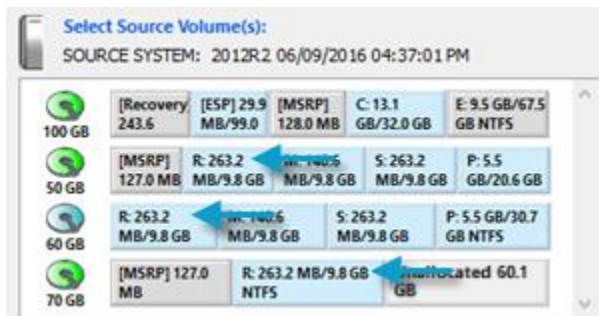 Select Source Volume(s):
SOURCE SYSTEM: 2012R2 06/09/2016 04:37:01 PM
[Recovery [ESP] 29.9 [MSRP] C: 13.1 E: 9.5 GB/67.5
243.6 MB/99.0 128.0 MB GB/32.0 GB GB NTFS
100 GB
[MSRP] R: 263.2 S: 263.2 P: 5.5
127.0 MB MB/9.8 GB MB/9.8 GB MB/9.8 GB GB/20.6 GB
50 GB
R: 263.2 S: 263.2 P: 5.5 GB/30.7
MB/9.8 GB MB/9.8 GB MB/9.8 GB GB NTFS
60 GB
[MSRP] 127.0 R: 263.2 MB/9.8 GB 60.1
MB NTFS GB
70 GB